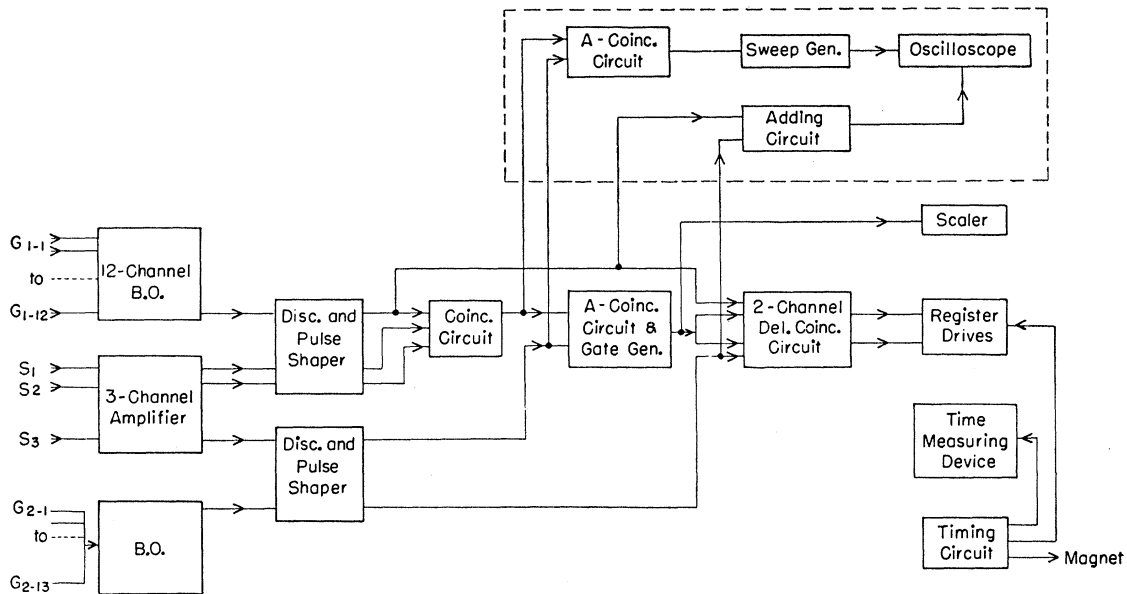 A - Coinc.
Circuit
Sweep Gen.
Oscilloscope
Adding
Circuit
Scaler
G1-1
to
G1-12
12-Channel
B.O.
Disc. and
Pulse
Shaper
Coinc.
Circuit
A - Coinc.
Circuit &
Gate Gen.
2-Channel
Del. Coinc.
Circuit
Register
Drives
S1
S2
S3
3-Channel
Amplifier
Disc. and
Pulse
Shaper
Time
Measuring
Device
G2-1
to
G2-13
B.O.
Timing
Circuit
Magnet